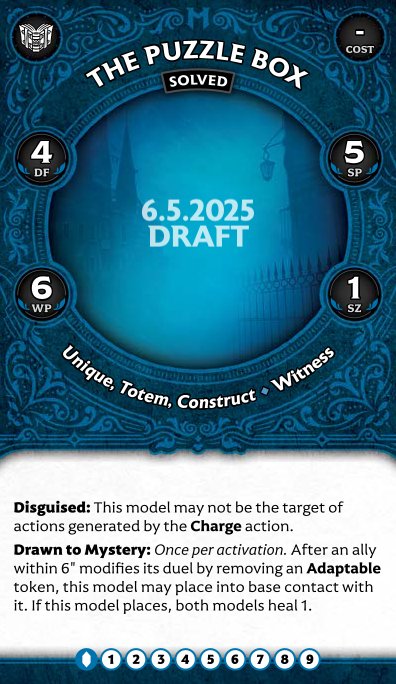 -
COST
THE PUZZLE BOX
SOLVED
4
DF
5
SP
6.5.2025
DRAFT
6
WP
1
SZ
Unique, Totem, Construct ⬥ Witness
Disguised: This model may not be the target of
actions generated by the Charge action.
Drawn to Mystery: Once per activation. After an ally
within 6" modifies its duel by removing an Adaptable
token, this model may place into base contact with
it. If this model places, both models heal 1.
1 2 3 4 5 6 7 8 9